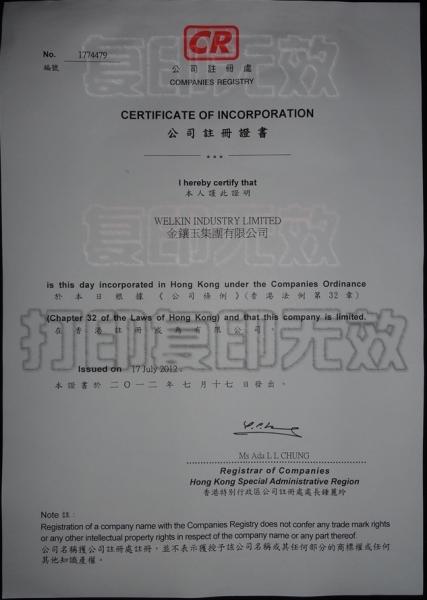 CR
No. 1774479
編號
公司註冊處
COMPANIES REGISTRY
复印无效
CERTIFICATE OF INCORPORATION
公司註冊證書
I hereby certify that
本人謹此證明
WELKIN INDUSTRY LIMITED
金鑲玉集團有限公司
复印无效
is this day incorporated in Hong Kong under the Companies Ordinance
於本日根據《公司條例》(香港法例第32章)
(Chapter 32 of the Laws of Hong Kong) and that this company is limited.
在香港註冊成為有限公司。
打印复印无效
Issued on 17 July 2012.
本證書於二〇一二年七月十七日發出。
Ms Ada L L CHUNG
Registrar of Companies
Hong Kong Special Administrative Region
香港特別行政區公司註冊處處長鍾麗玲
Note 註:
Registration of a company name with the Companies Registry does not confer any trade mark rights
or any other intellectual property rights in respect of the company name or any part thereof.
公司名稱獲公司註冊處註冊,並不表示獲授予該公司名稱或其任何部分的商標權或任何
其他知識產權。